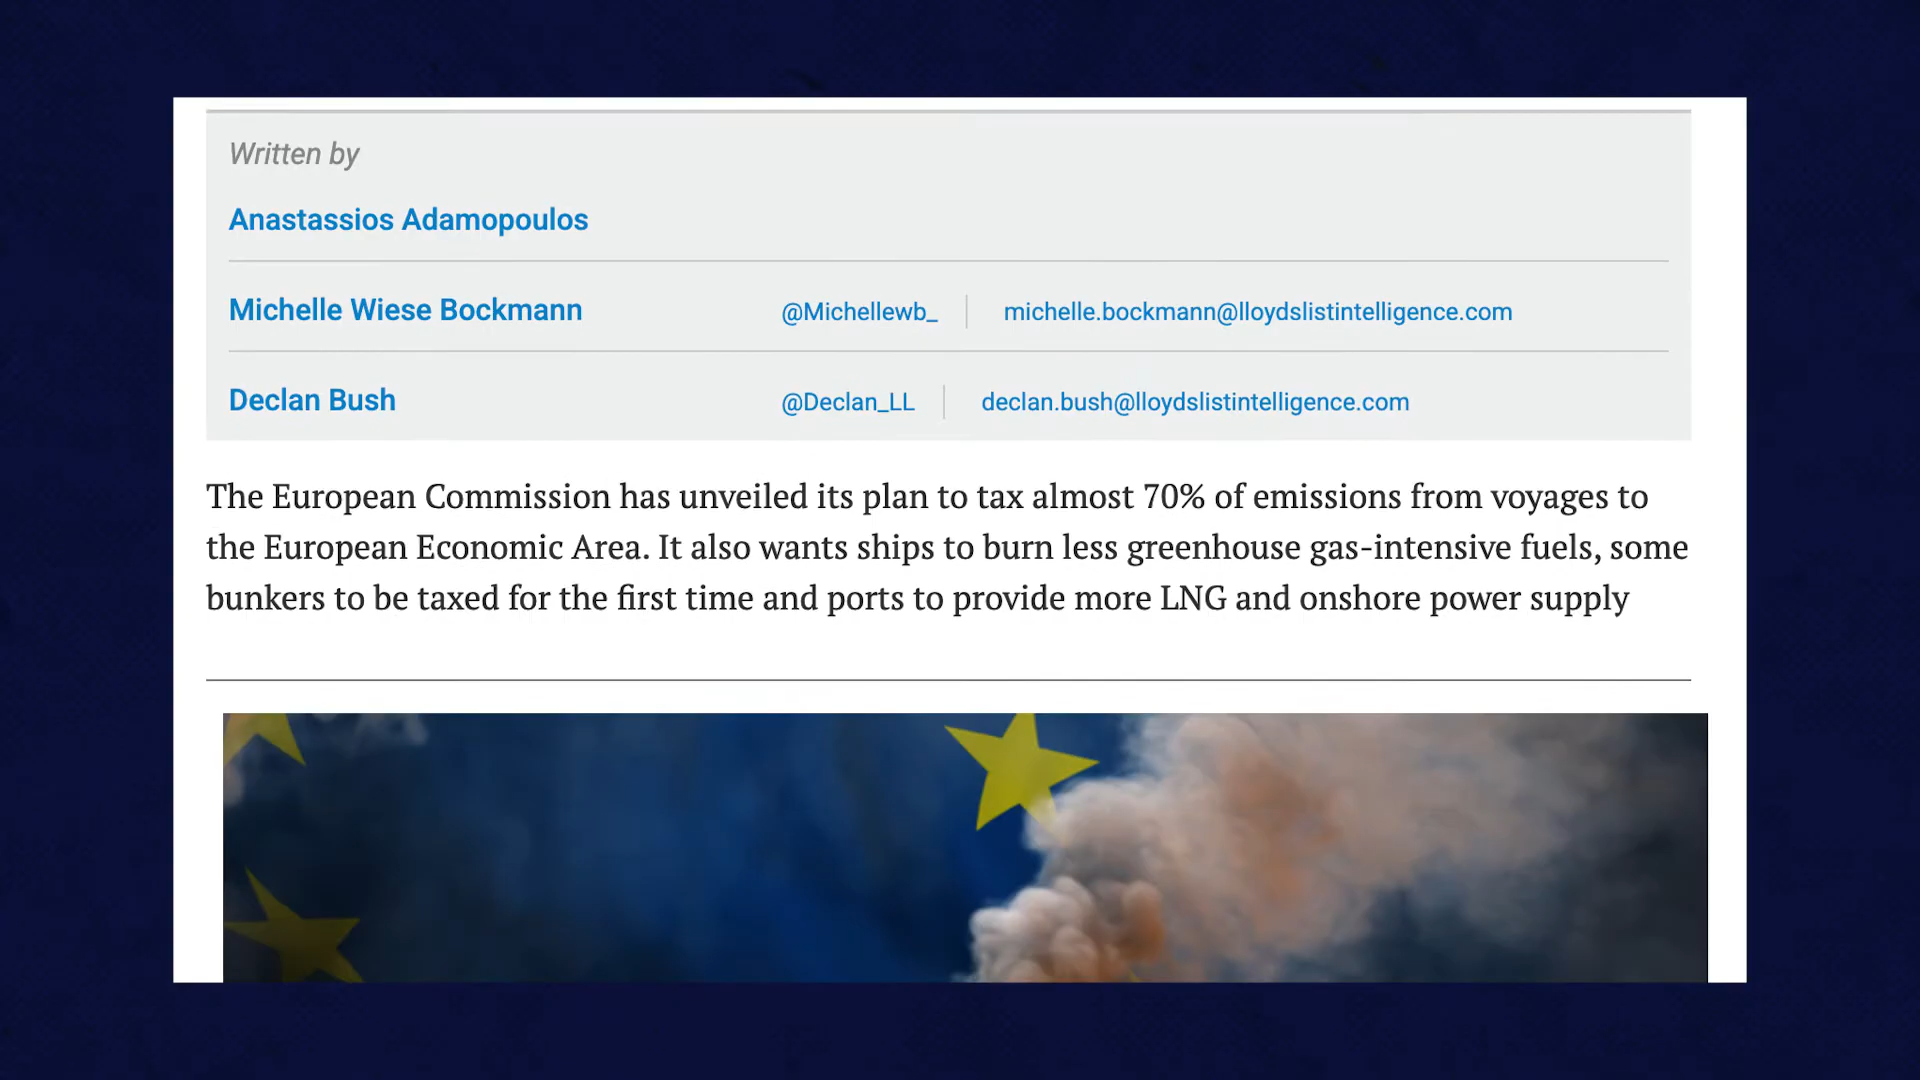 Written by
Anastassios Adamopoulos
Michelle Wiese Bockmann @Michellewb_ michelle.bockmann@lloydslistintelligence.com
Declan Bush @Declan_LL declan.bush@lloydslistintelligence.com
The European Commission has unveiled its plan to tax almost 70% of emissions from voyages to
the European Economic Area. It also wants ships to burn less greenhouse gas-intensive fuels, some
bunkers to be taxed for the first time and ports to provide more LNG and onshore power supply